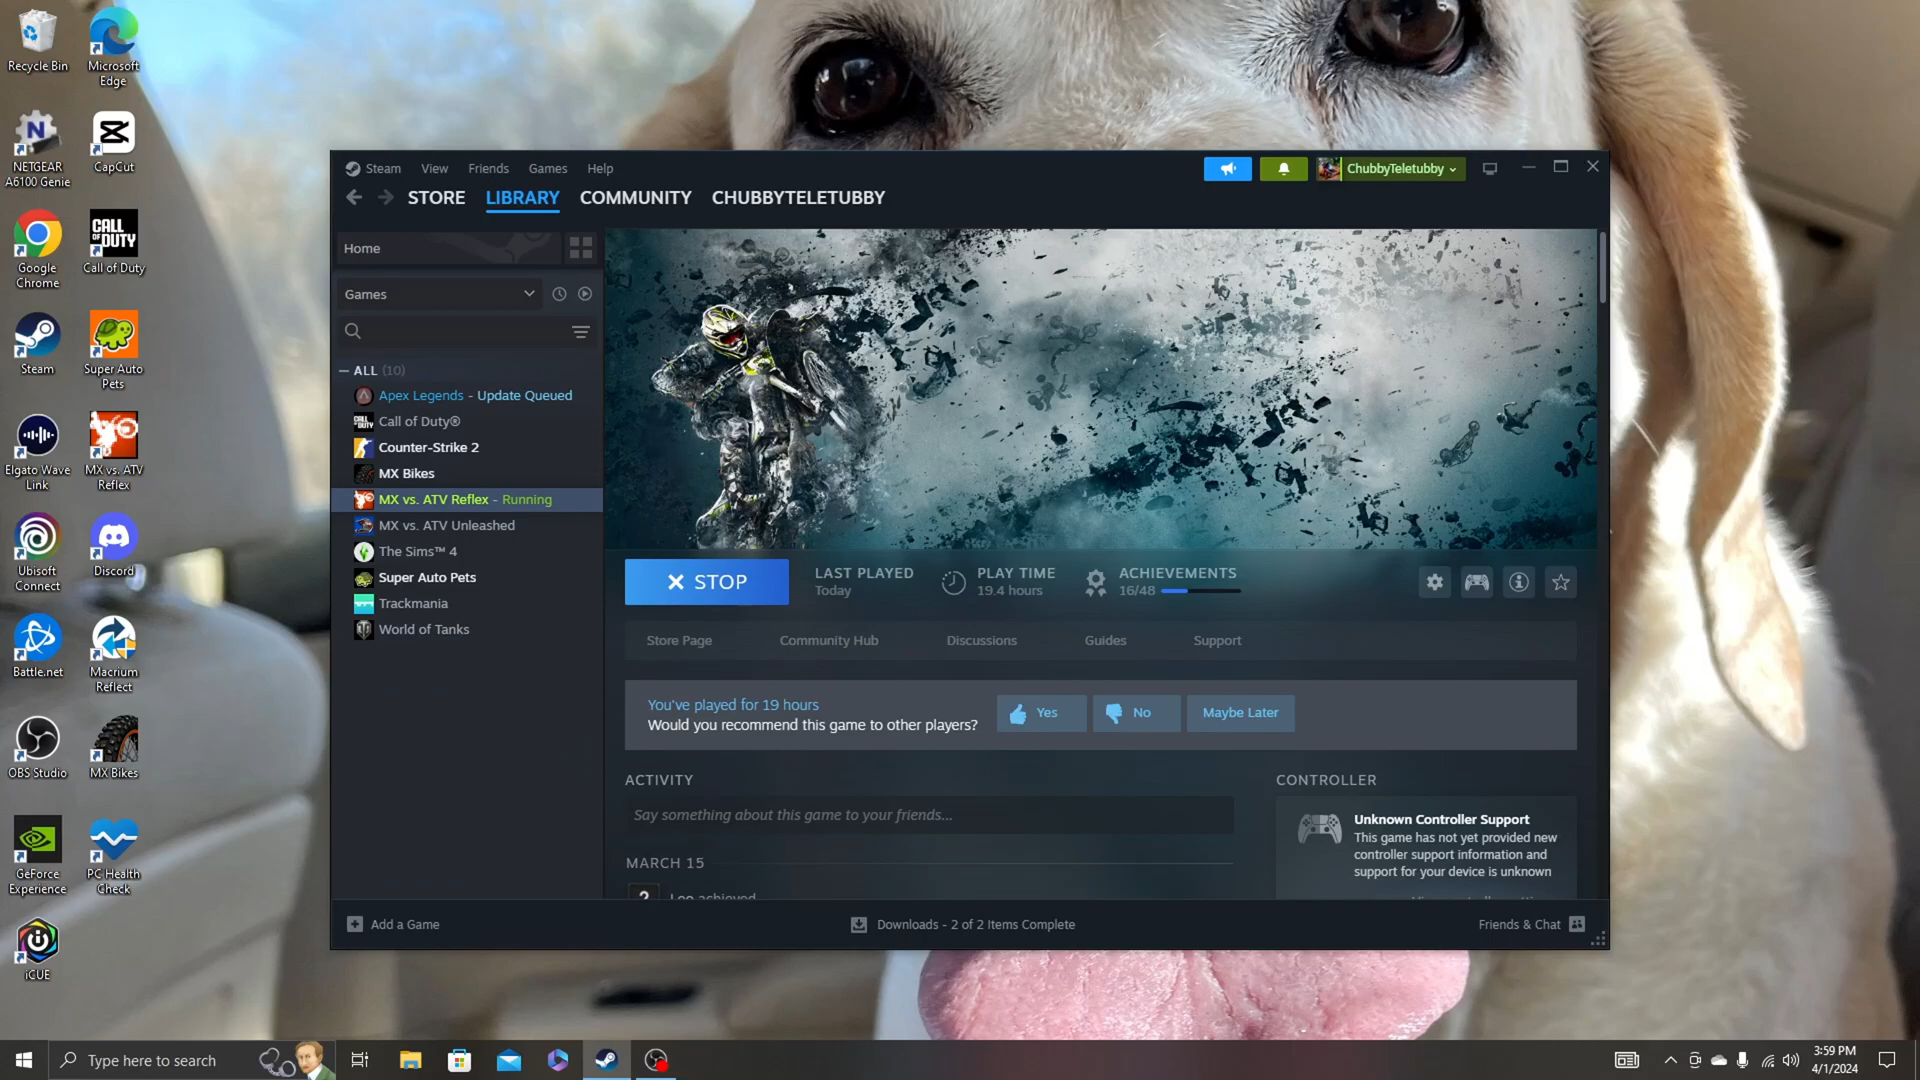 Recycle Bin
Microsoft Edge
NETGEAR A6100 Genie
CapCut
Google Chrome
CALL OF DUTY
Call of Duty
Steam
Super Auto Pets
Elgato Wave Link
MX vs. ATV Reflex
Ubisoft Connect
Discord
Battle.net
Macrium Reflect
OBS Studio
MX Bikes
GeForce Experience
PC Health Check
iCUE
Steam View Friends Games Help
ChubbyTeletubby
STORE LIBRARY COMMUNITY CHUBBYTELETUBBY
Home
Games
ALL (10)
Apex Legends - Update Queued
Call of Duty®
Counter-Strike 2
MX Bikes
MX vs. ATV Reflex - Running
MX vs. ATV Unleashed
The Sims™ 4
Super Auto Pets
Trackmania
World of Tanks
STOP
LAST PLAYED
Today
PLAY TIME
19.4 hours
ACHIEVEMENTS
16/48
Store Page Community Hub Discussions Guides Support
You've played for 19 hours
Would you recommend this game to other players?
Yes No Maybe Later
ACTIVITY
Say something about this game to your friends...
MARCH 15
Leo achieved
CONTROLLER
Unknown Controller Support
This game has not yet provided new
controller support information and
support for your device is unknown
Add a Game
Downloads - 2 of 2 Items Complete
Friends & Chat
Type here to search
3:59 PM
4/1/2024